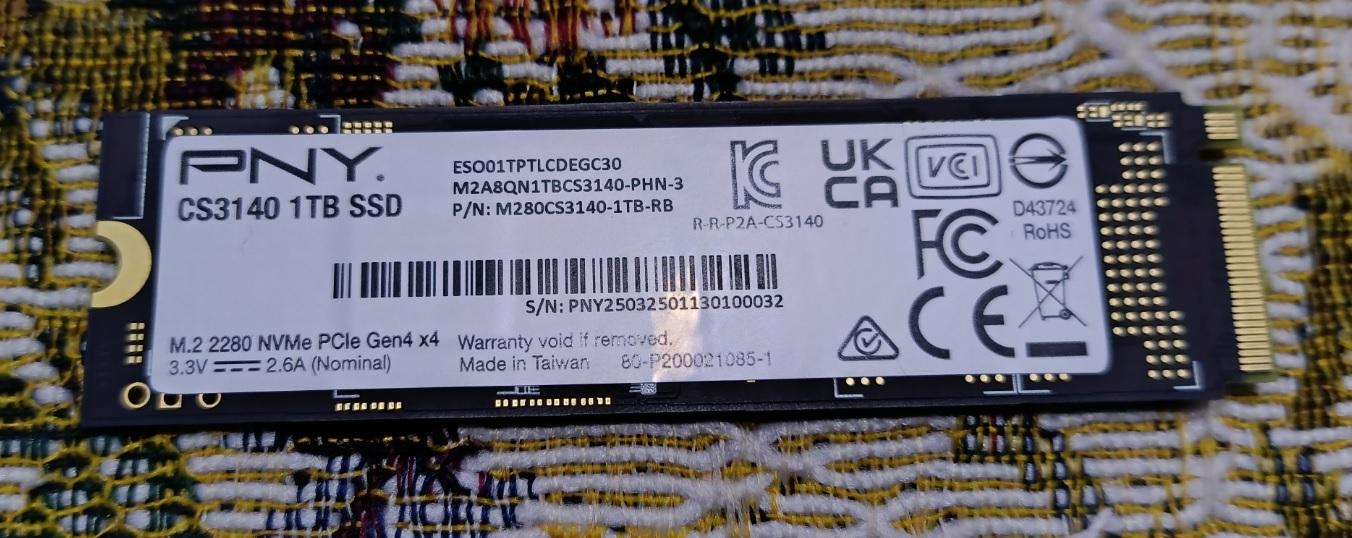 PNY.
CS3140 1TB SSD
ESO01TPTLCDEGC30
M2A8QN1TBCS3140-PHN-3
P/N: M280CS3140-1TB-RB
R-R-P2A-CS3140
UK
CA
VCI
D43724
RoHS
FC
CE
S/N: PNY25032501130100032
M.2 2280 NVMe PCIe Gen4 x4
3.3V 2.6A (Nominal)
Warranty void if removed.
Made in Taiwan 80-P200021085-1